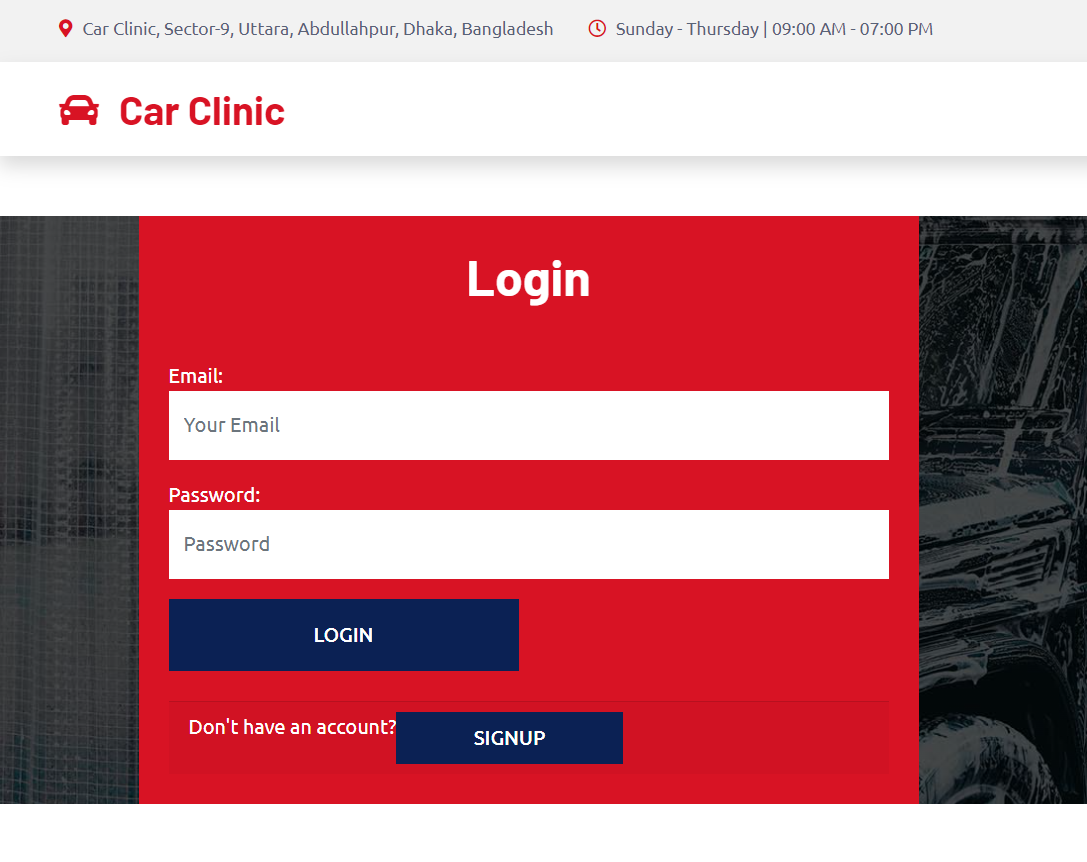 Car Clinic, Sector-9, Uttara, Abdullahpur, Dhaka, Bangladesh Sunday - Thursday | 09:00 AM - 07:00 PM
Car Clinic
Login
Email:
Your Email
Password:
Password
LOGIN
Don't have an account? SIGNUP